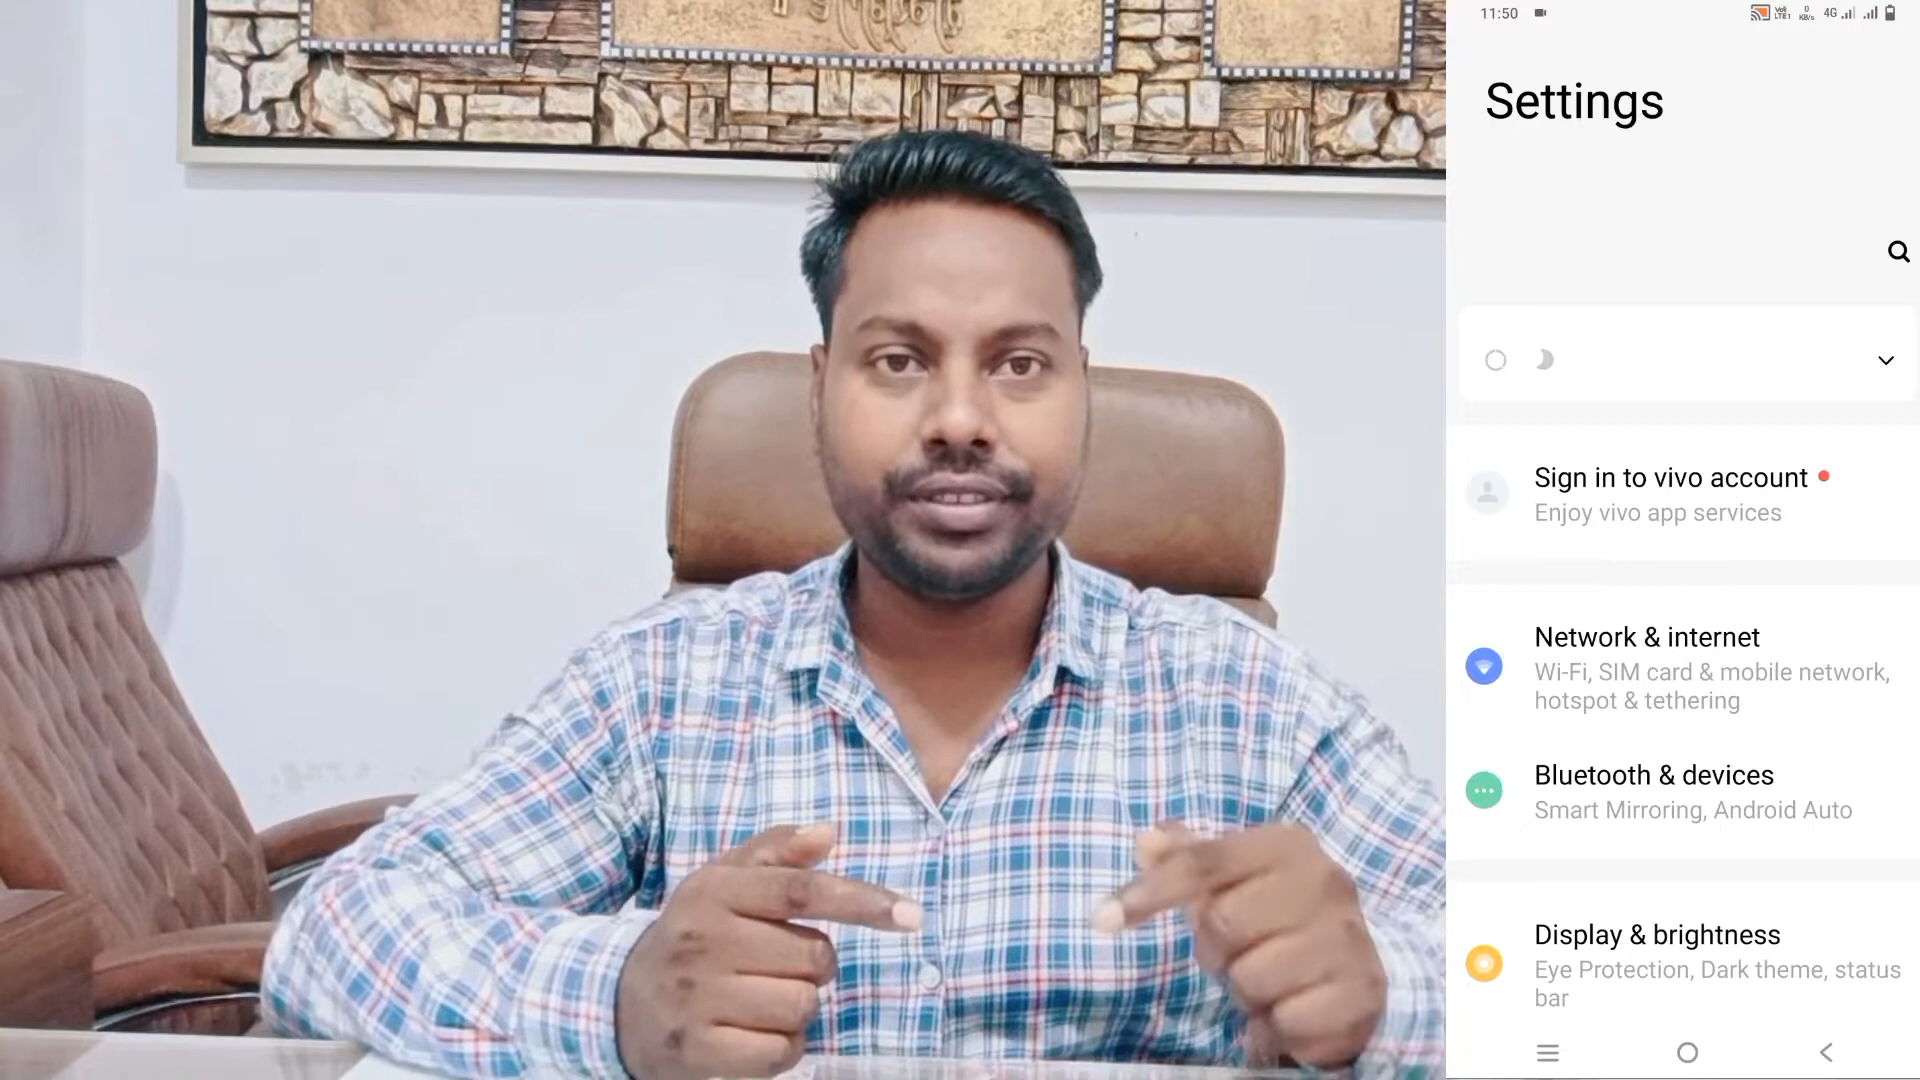 11:50
4G
Settings
Sign in to vivo account
Enjoy vivo app services
Network & internet
Wi-Fi, SIM card & mobile network,
hotspot & tethering
Bluetooth & devices
Smart Mirroring, Android Auto
Display & brightness
Eye Protection, Dark theme, status
bar